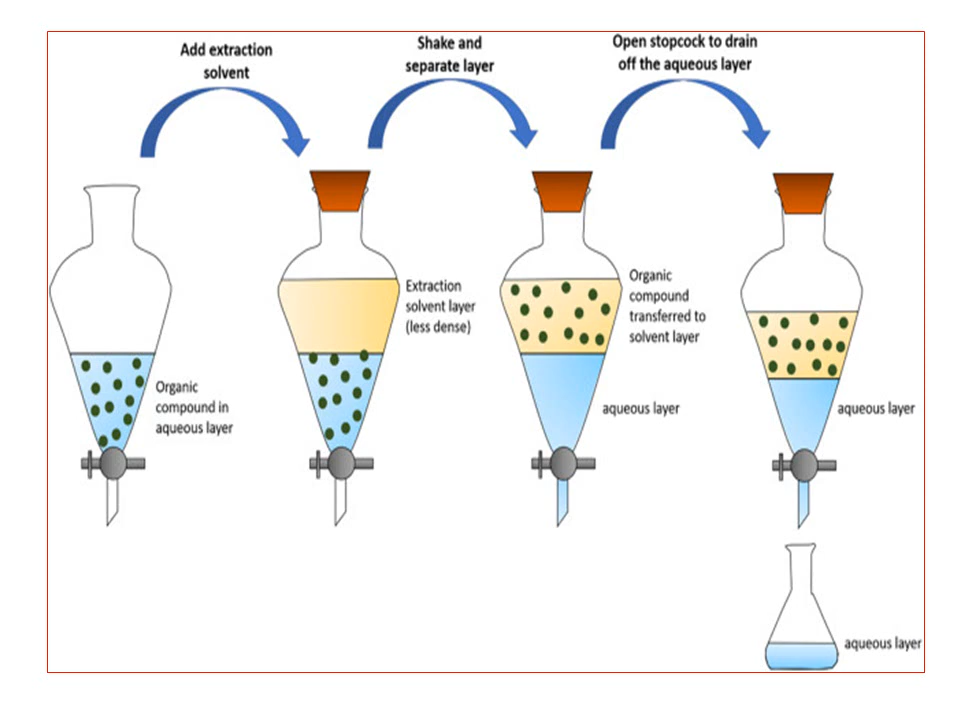 Add extraction
solvent
Shake and
separate layer
Open stopcock to drain
off the aqueous layer
Organic
compound in
aqueous layer
Extraction
solvent layer
(less dense)
Organic
compound
transferred to
solvent layer
aqueous layer
aqueous layer
aqueous layer